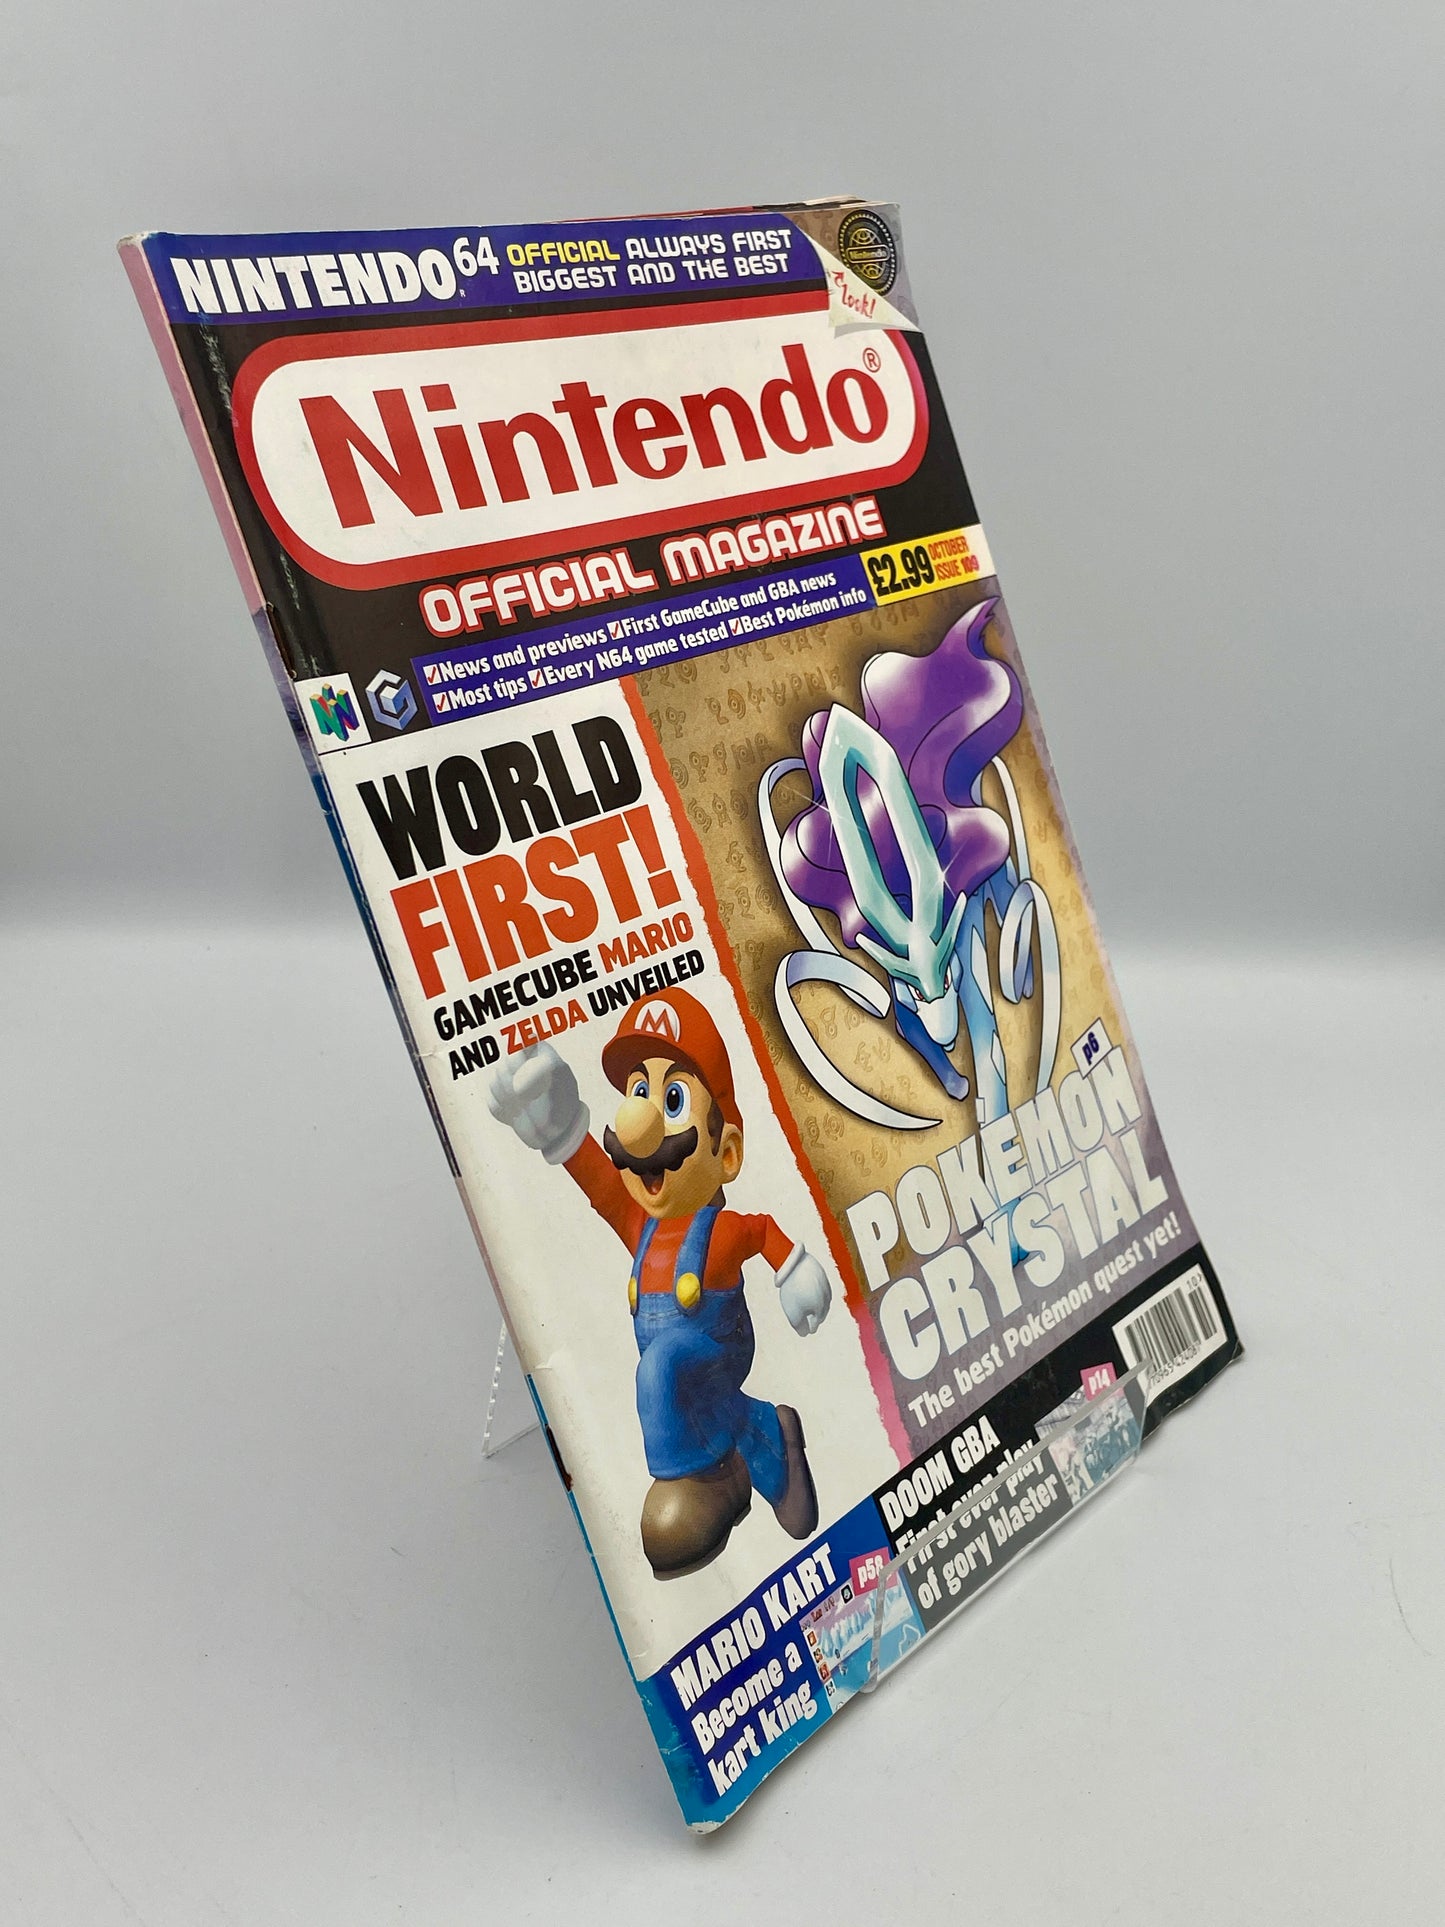 NINTENDO64
OFFICIAL ALWAYS FIRST
BIGGEST AND THE BEST
Nintendo
Look!
Nintendo®
OFFICIAL MAGAZINE
£2.99
OCTOBER
ISSUE 109
News and previews First GameCube and GBA news
Most tips Every N64 game tested Best Pokémon info
WORLD
FIRST!
GAMECUBE MARIO
AND ZELDA UNVEILED
M
p6
POKÉMON
CRYSTAL
The best Pokémon quest yet!
10>
DOOM GBA
First ever play
of gory blaster
p14
MARIO KART
Become a
kart king
p58